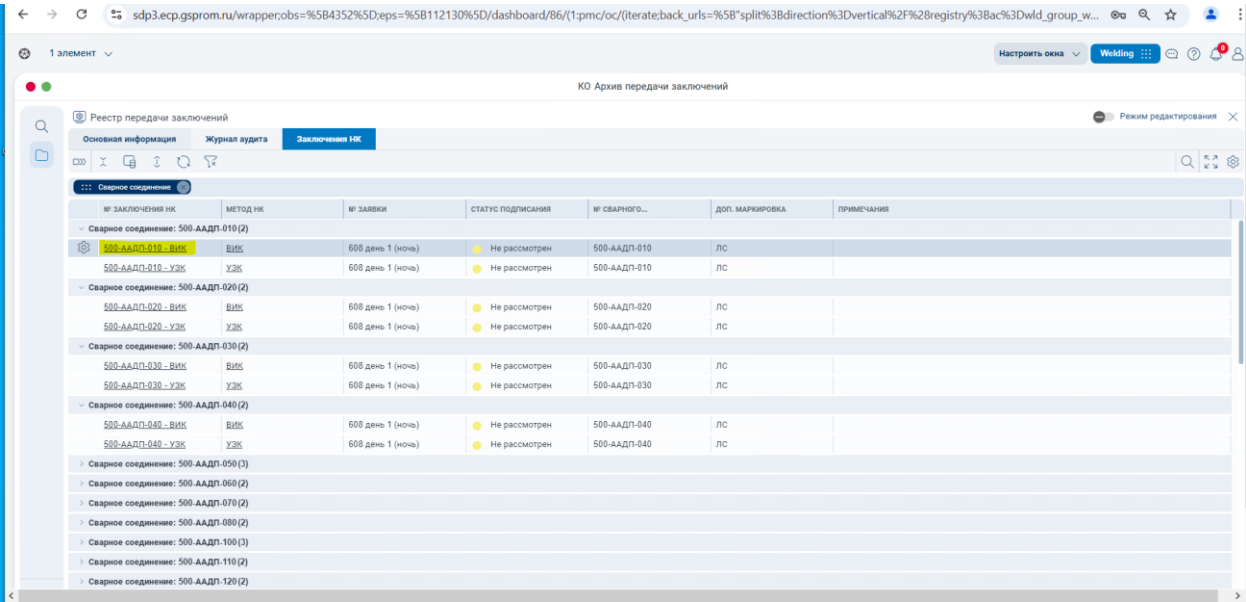 sdp3.ecp.gsprom.ru/wrapper;obs=%5B4352%5D;eps=%5B112130%5D/dashboard/86/(1:pmc/oc/(iterate;back_urls=%5B"split%3Bdirection%3Dvertical%2F%28registry%3Bac%3Dwld_group_w...
1 элемент
Настроить окна Welding
КО Архив передачи заключений
Реестр передачи заключений Режим редактирования
Основная информация Журнал аудита Заключения НК
Сварное соединение
№ ЗАКЛЮЧЕНИЯ НК МЕТОД НК № ЗАЯВКИ СТАТУС ПОДПИСАНИЯ № СВАРНОГО... ДОП. МАРКИРОВКА ПРИМЕЧАНИЯ
Сварное соединение: 500-ААДП-010(2)
500-ААДП-010 - ВИК ВИК 608 день 1 (ночь) Не рассмотрен 500-ААДП-010 ЛС
500-ААДП-010 - УЗК УЗК 608 день 1 (ночь) Не рассмотрен 500-ААДП-010 ЛС
Сварное соединение: 500-ААДП-020(2)
500-ААДП-020 - ВИК ВИК 608 день 1 (ночь) Не рассмотрен 500-ААДП-020 ЛС
500-ААДП-020 - УЗК УЗК 608 день 1 (ночь) Не рассмотрен 500-ААДП-020 ЛС
Сварное соединение: 500-ААДП-030(2)
500-ААДП-030 - ВИК ВИК 608 день 1 (ночь) Не рассмотрен 500-ААДП-030 ЛС
500-ААДП-030 - УЗК УЗК 608 день 1 (ночь) Не рассмотрен 500-ААДП-030 ЛС
Сварное соединение: 500-ААДП-040(2)
500-ААДП-040 - ВИК ВИК 608 день 1 (ночь) Не рассмотрен 500-ААДП-040 ЛС
500-ААДП-040 - УЗК УЗК 608 день 1 (ночь) Не рассмотрен 500-ААДП-040 ЛС
Сварное соединение: 500-ААДП-050(3)
Сварное соединение: 500-ААДП-060(2)
Сварное соединение: 500-ААДП-070(2)
Сварное соединение: 500-ААДП-080(2)
Сварное соединение: 500-ААДП-100(3)
Сварное соединение: 500-ААДП-110(2)
Сварное соединение: 500-ААДП-120(2)